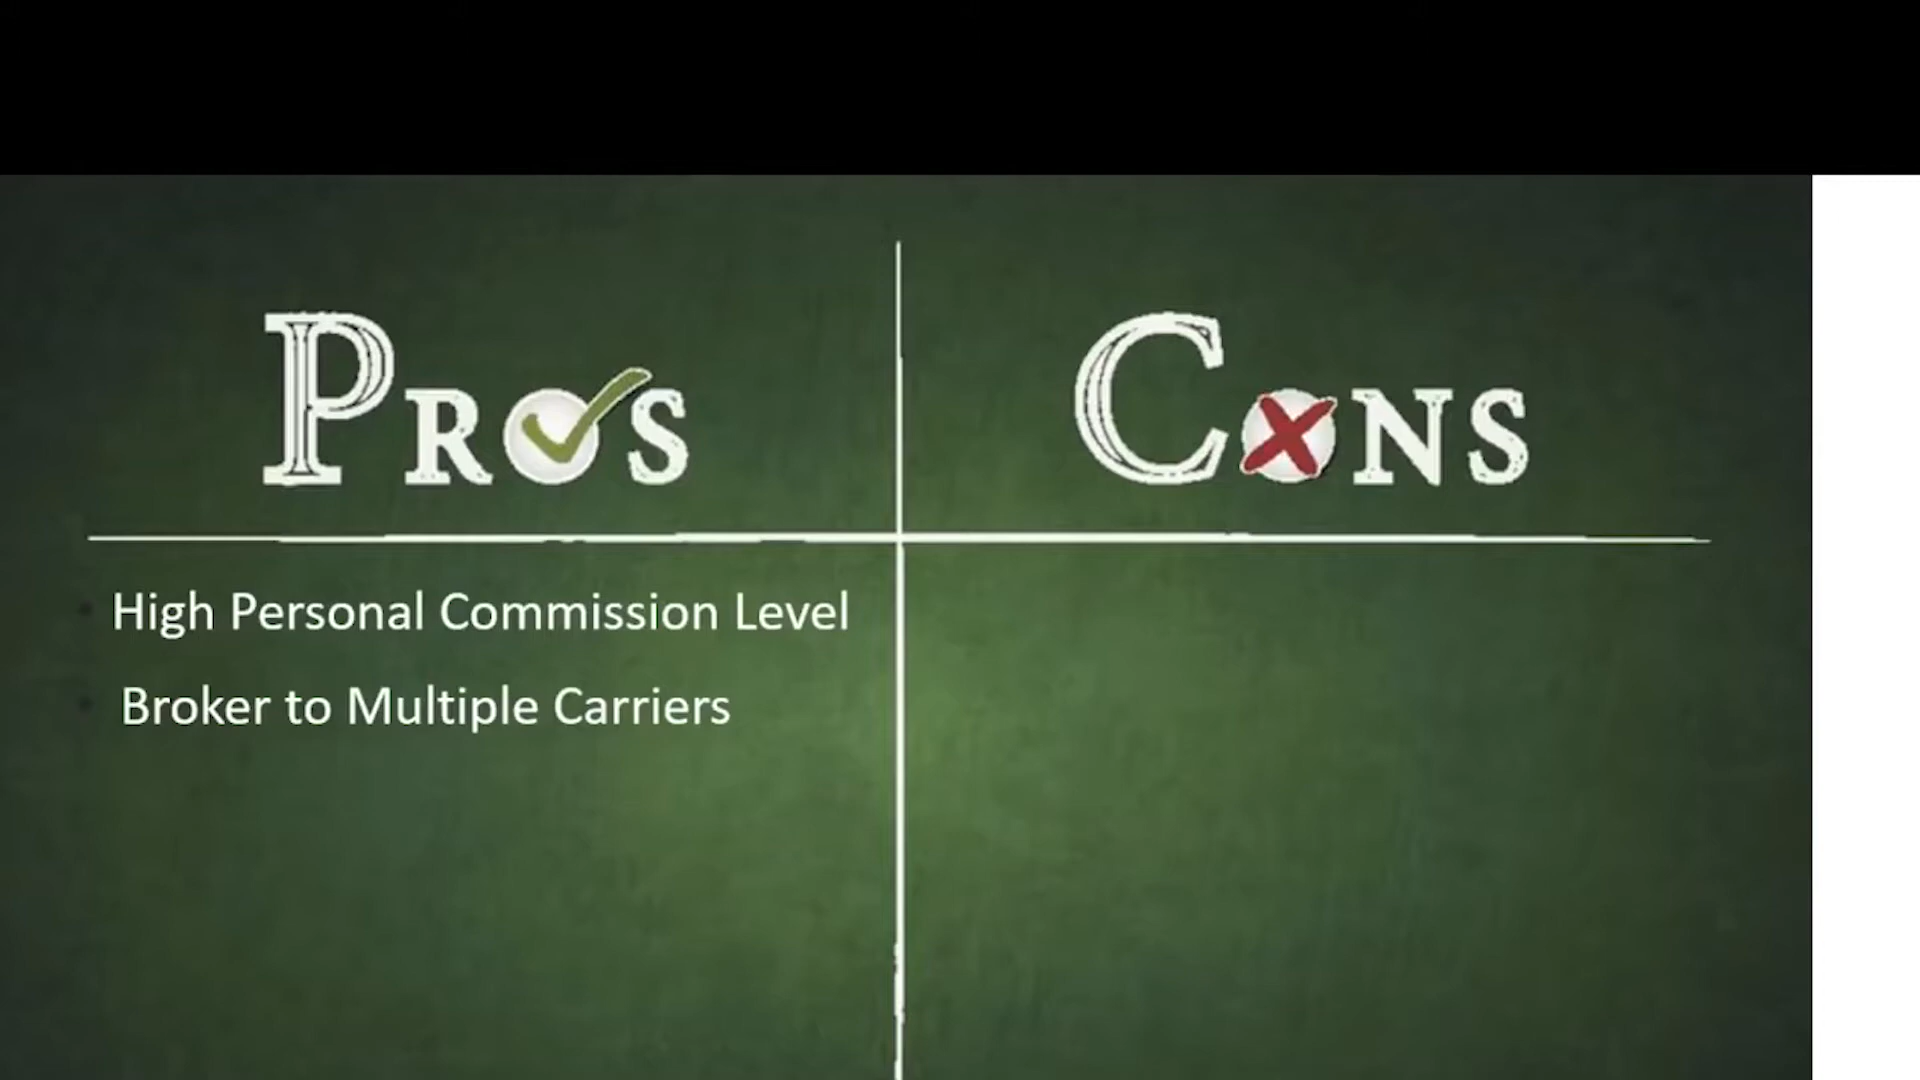 Pros
Cons
High Personal Commission Level
Broker to Multiple Carriers